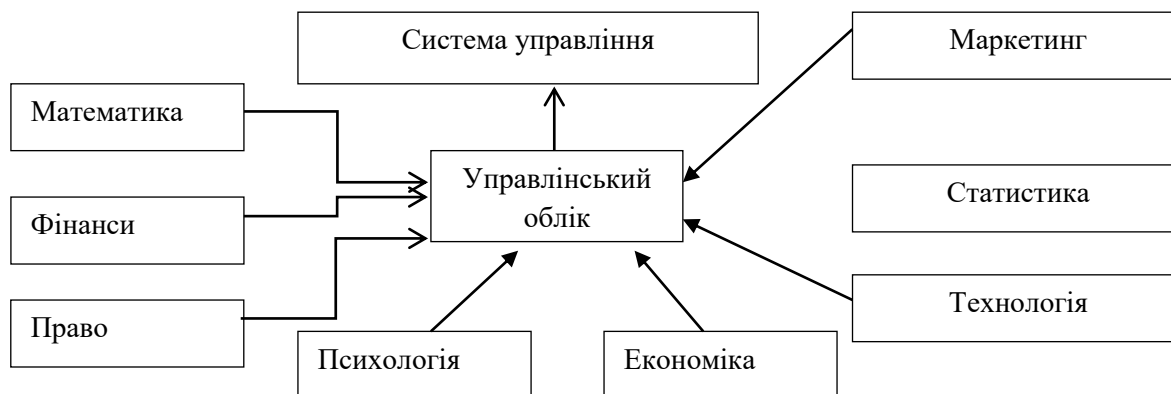 Система управління
Маркетинг
Математика
Управлінський
облік
Статистика
Фінанси
Технологія
Право
Психологія
Економіка